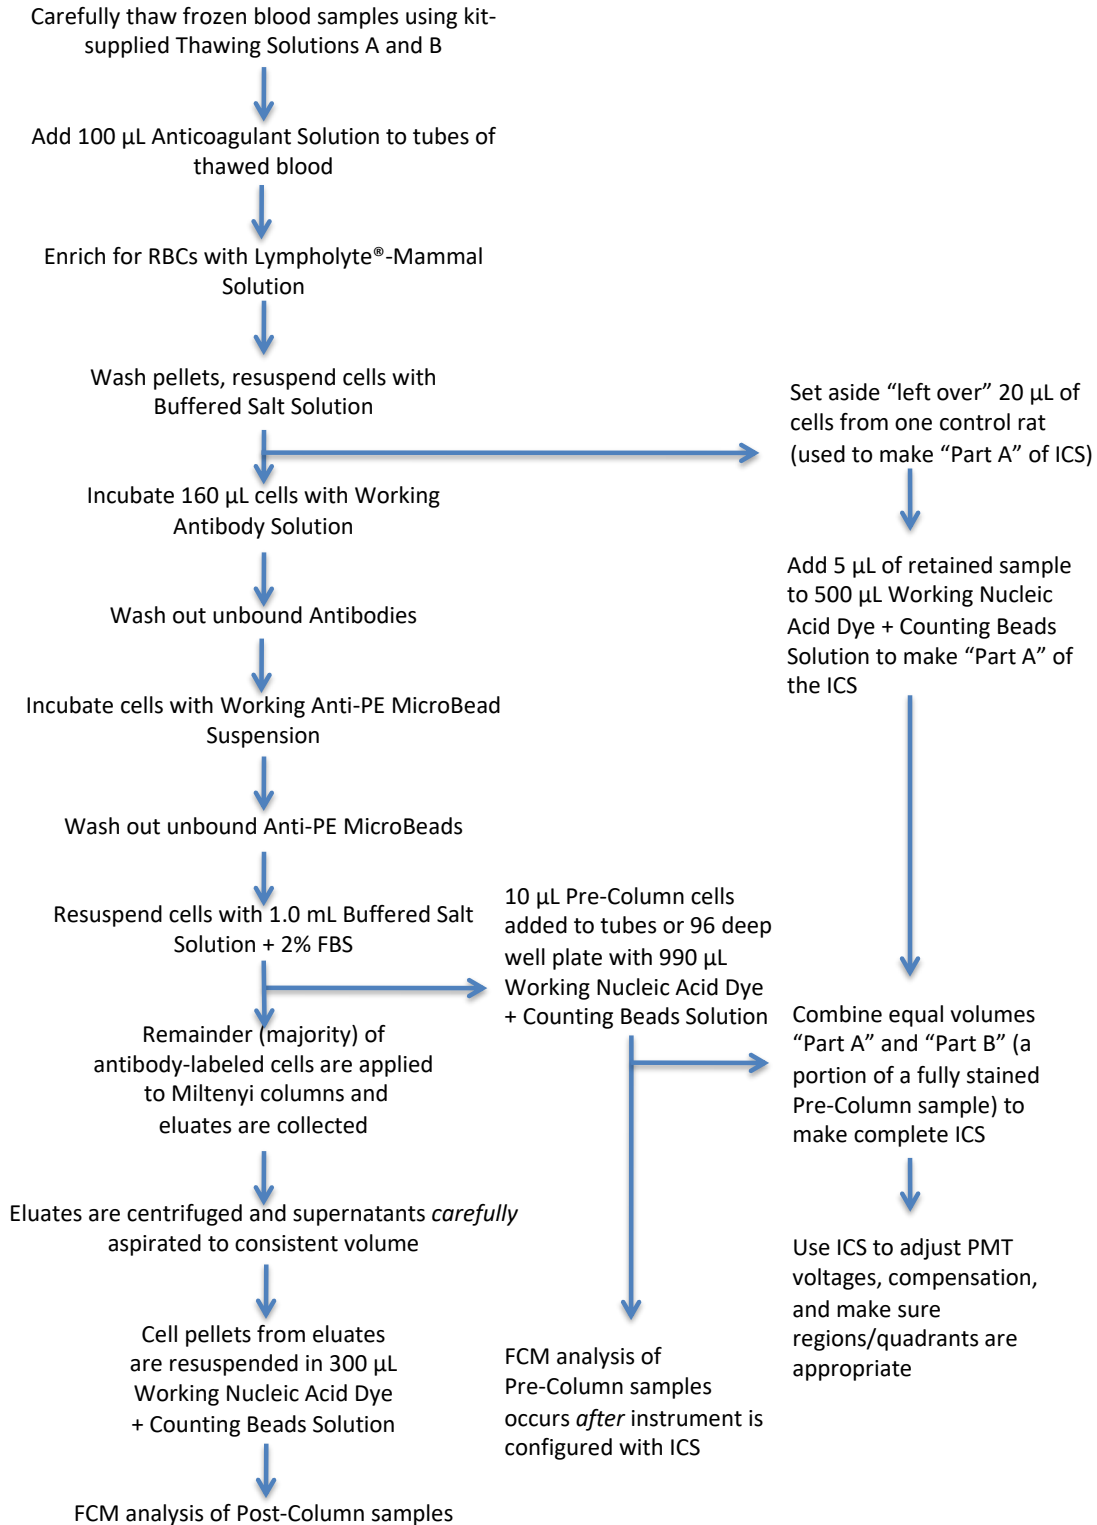 Carefully thaw frozen blood samples using kit-
supplied Thawing Solutions A and B
Add 100 µL Anticoagulant Solution to tubes of
thawed blood
Enrich for RBCs with Lympholyte®-Mammal
Solution
Wash pellets, resuspend cells with
Buffered Salt Solution
Set aside “left over” 20 µL of
cells from one control rat
(used to make “Part A” of ICS)
Incubate 160 µL cells with Working
Antibody Solution
Add 5 µL of retained sample
to 500 µL Working Nucleic
Acid Dye + Counting Beads
Solution to make “Part A” of
the ICS
Wash out unbound Antibodies
Incubate cells with Working Anti-PE MicroBead
Suspension
Wash out unbound Anti-PE MicroBeads
Resuspend cells with 1.0 mL Buffered Salt
Solution + 2% FBS
10 µL Pre-Column cells
added to tubes or 96 deep
well plate with 990 µL
Working Nucleic Acid Dye
+ Counting Beads Solution
Remainder (majority) of
antibody-labeled cells are applied
to Miltenyi columns and
eluates are collected
Combine equal volumes
“Part A” and “Part B” (a
portion of a fully stained
Pre-Column sample) to
make complete ICS
Eluates are centrifuged and supernatants carefully
aspirated to consistent volume
Use ICS to adjust PMT
voltages, compensation,
and make sure
regions/quadrants are
appropriate
Cell pellets from eluates
are resuspended in 300 µL
Working Nucleic Acid Dye
+ Counting Beads Solution
FCM analysis of
Pre-Column samples
occurs after instrument is
configured with ICS
FCM analysis of Post-Column samples